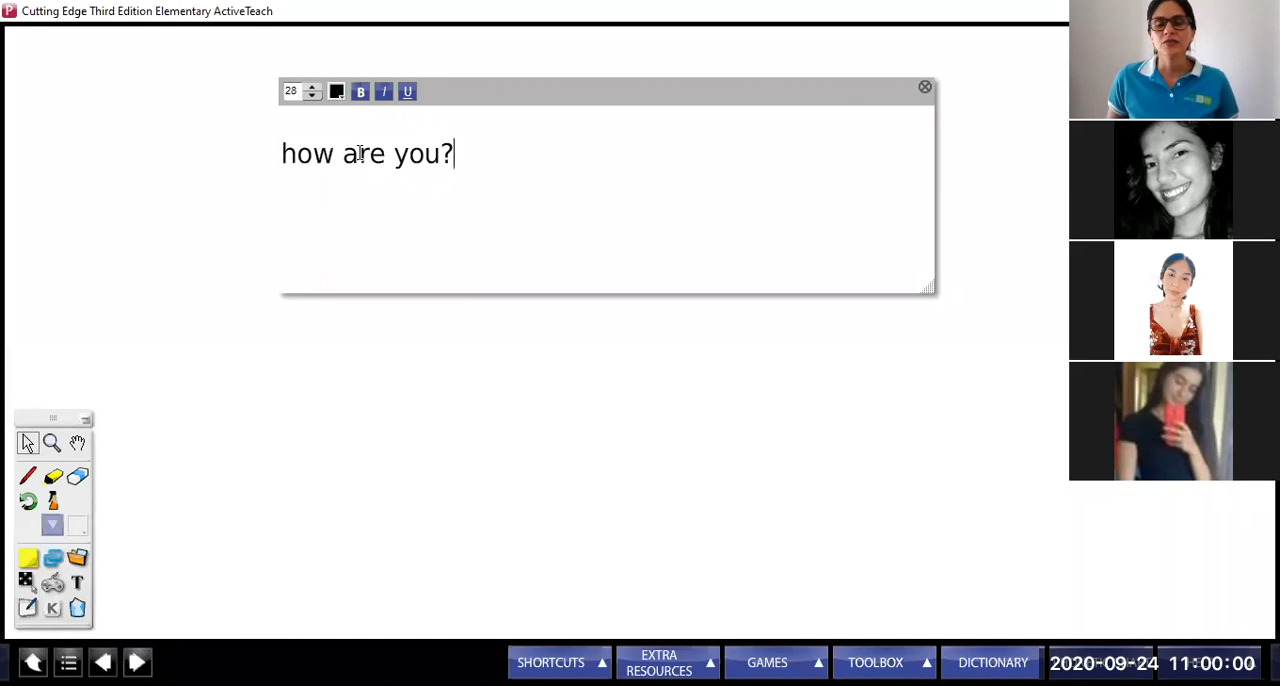 Cutting Edge Third Edition Elementary ActiveTeach
28
B I U
how are you?
T
K
SHORTCUTS
EXTRA RESOURCES
GAMES
TOOLBOX
DICTIONARY
2020-09-24 11:00:00